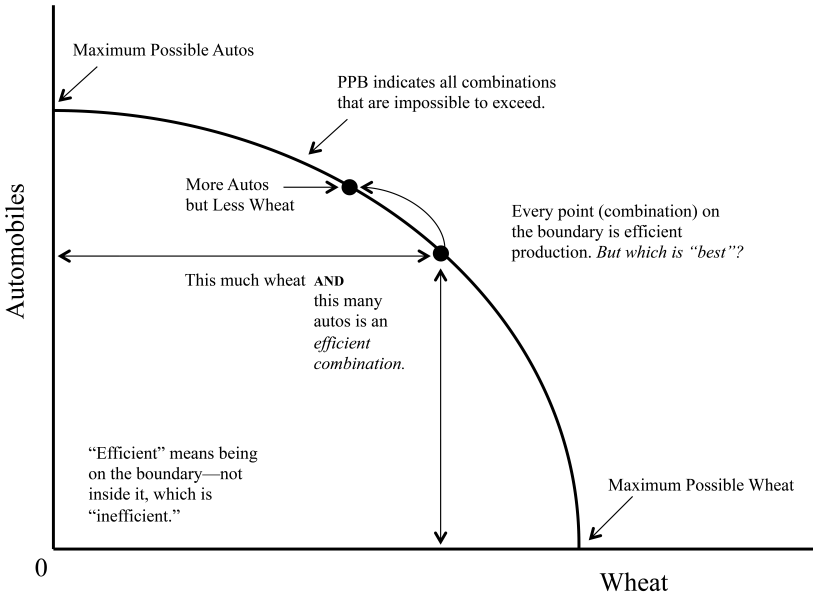 Maximum Possible Autos
PPB indicates all combinations
that are impossible to exceed.
More Autos
but Less Wheat
Every point (combination) on
the boundary is efficient
production. But which is “best”?
Automobiles
This much wheat AND
this many
autos is an
efficient
combination.
“Efficient” means being
on the boundary—not
inside it, which is
“inefficient.”
Maximum Possible Wheat
0
Wheat